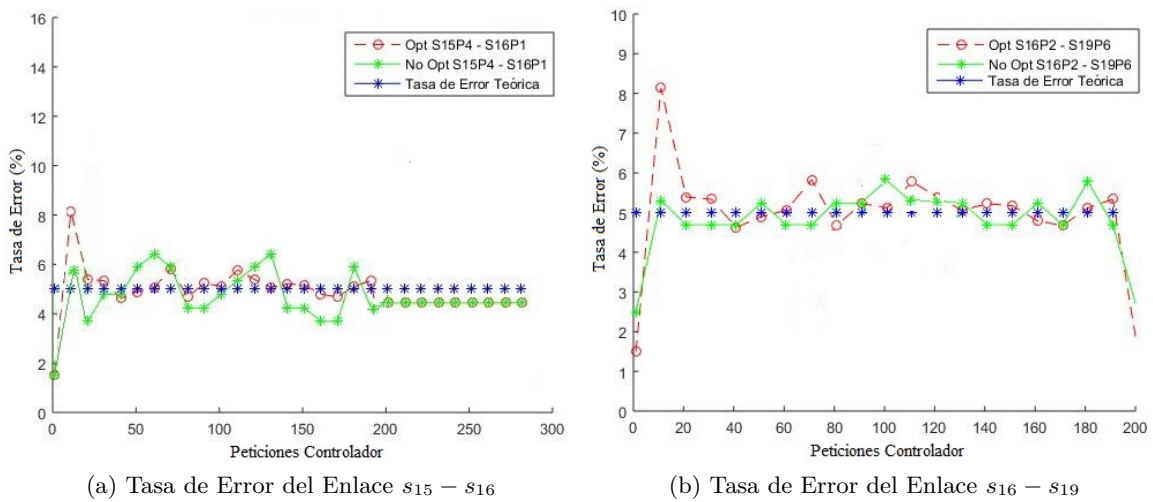 16
14
12
10
8
6
4
2
0
Tasa de Error (%)
Opt S15P4 - S16P1
No Opt S15P4 - S16P1
Tasa de Error Teórica
0 50 100 150 200 250 300
Peticiones Controlador
(a) Tasa de Error del Enlace s15 − s16
10
9
8
7
6
5
4
3
2
1
0
Tasa de Error (%)
Opt S16P2 - S19P6
No Opt S16P2 - S19P6
Tasa de Error Teórica
0 20 40 60 80 100 120 140 160 180 200
Peticiones Controlador
(b) Tasa de Error del Enlace s16 − s19